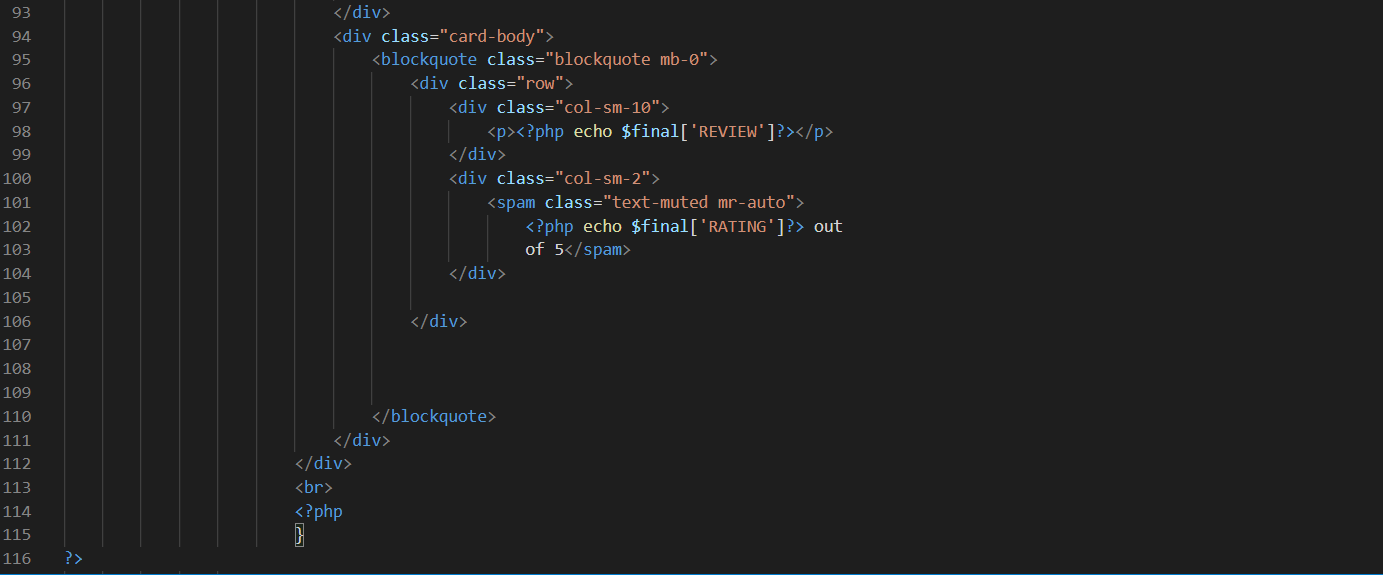 93 </div>
94 <div class="card-body">
95 <blockquote class="blockquote mb-0">
96 <div class="row">
97 <div class="col-sm-10">
98 <p><?php echo $final['REVIEW']?></p>
99 </div>
100 <div class="col-sm-2">
101 <spam class="text-muted mr-auto">
102 <?php echo $final['RATING']?> out
103 of 5</spam>
104 </div>
105
106 </div>
107
108
109
110 </blockquote>
111 </div>
112 </div>
113 <br>
114 <?php
115 }
116 ?>